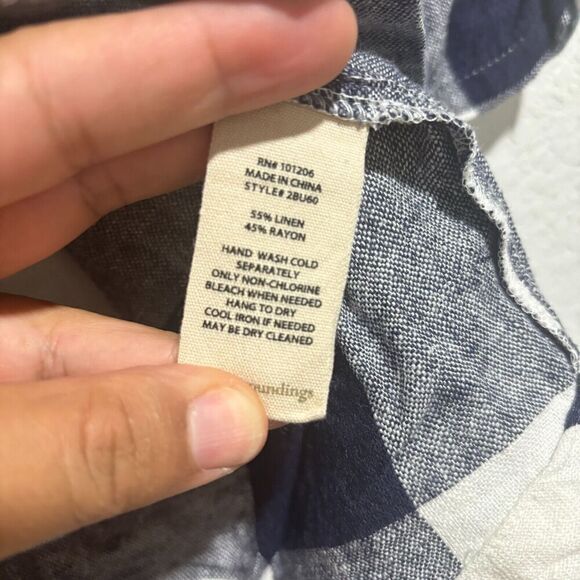 RN# 101206
MADE IN CHINA
STYLE# 2BU60
55% LINEN
45% RAYON
HAND WASH COLD
SEPARATELY
ONLY NON-CHLORINE
BLEACH WHEN NEEDED
HANG TO DRY
COOL IRON IF NEEDED
MAY BE DRY CLEANED